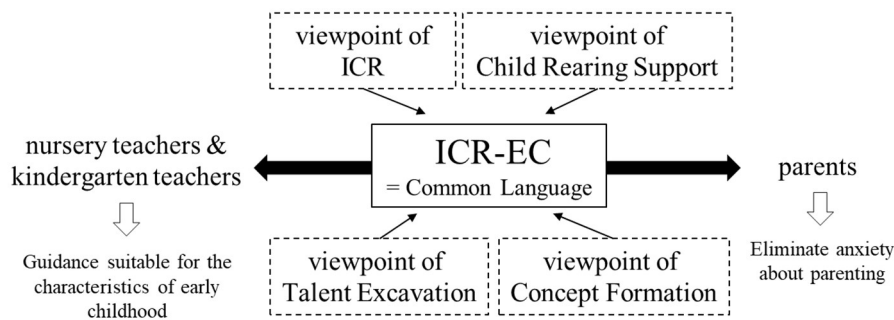 viewpoint of
ICR
viewpoint of
Child Rearing Support
nursery teachers &
kindergarten teachers
ICR-EC
= Common Language
parents
Guidance suitable for the
characteristics of early
childhood
viewpoint of
Talent Excavation
viewpoint of
Concept Formation
Eliminate anxiety
about parenting